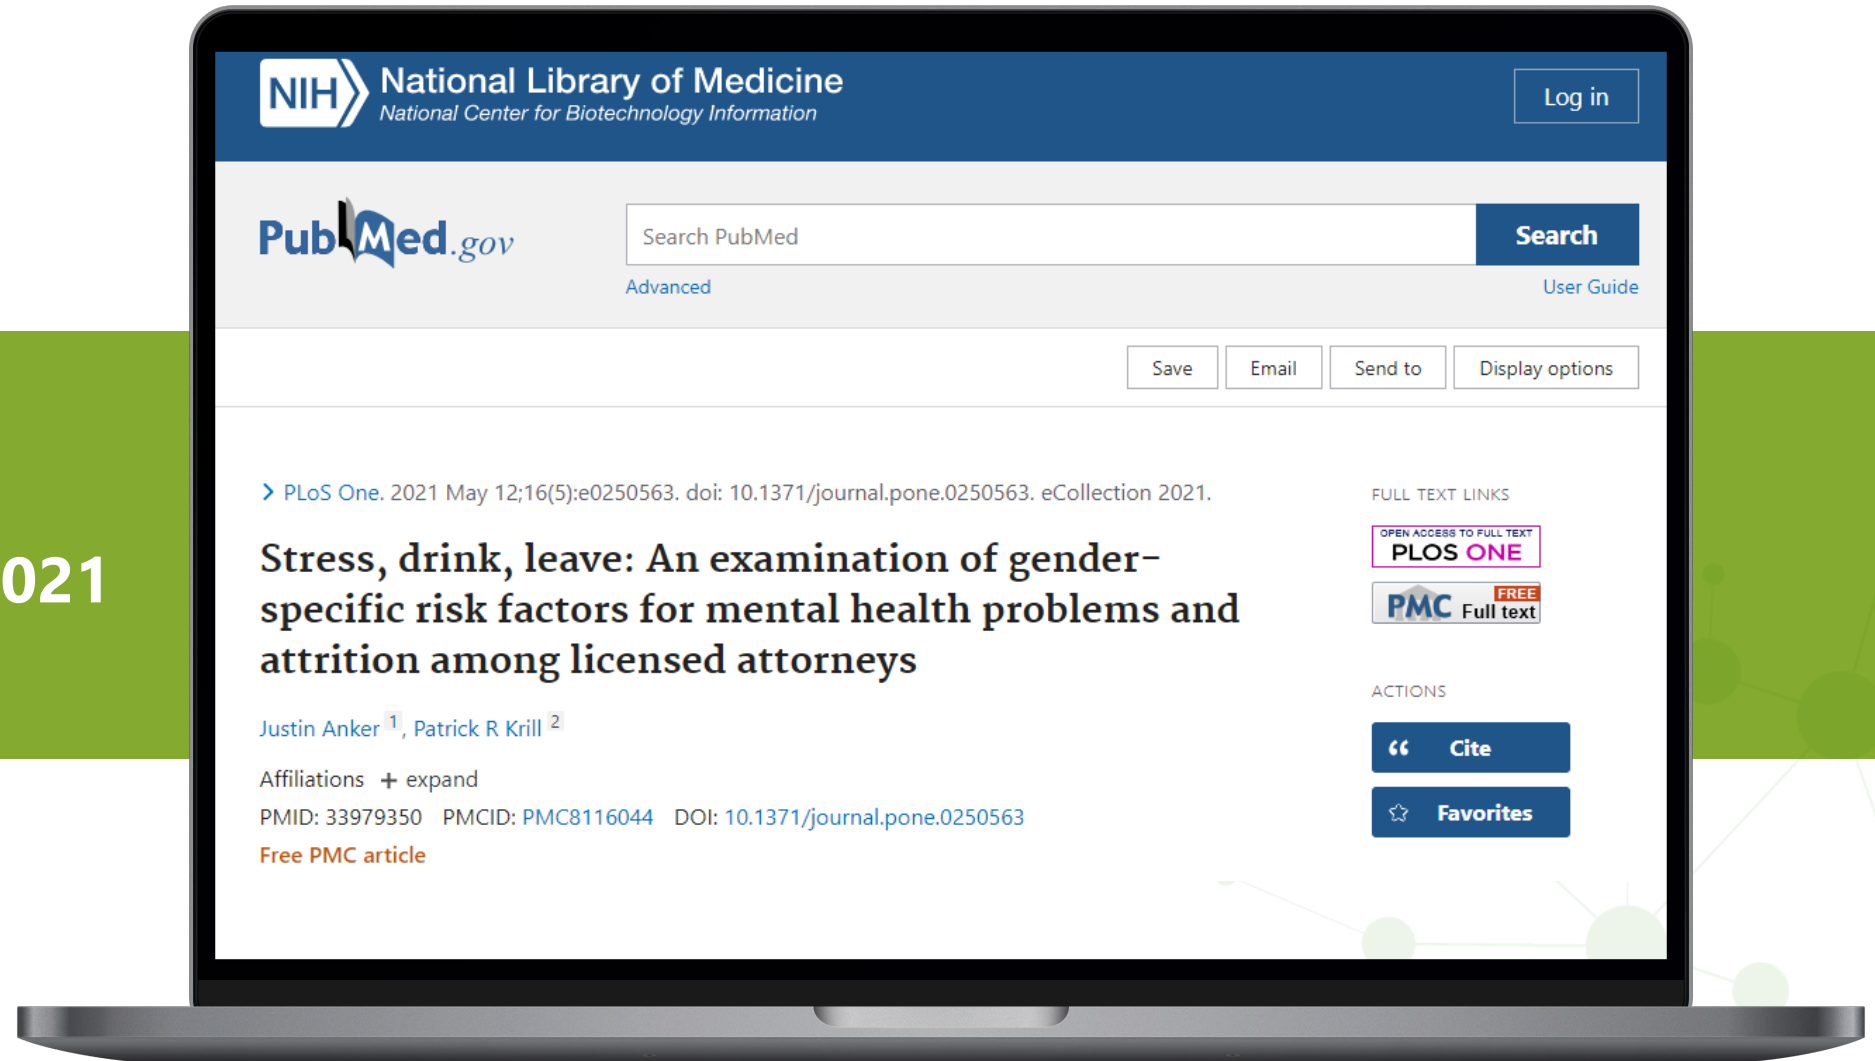 NIH National Library of Medicine
National Center for Biotechnology Information
Log in
PubMed.gov
Search PubMed
Search
Advanced
User Guide
Save
Email
Send to
Display options
PLoS One. 2021 May 12;16(5):e0250563. doi: 10.1371/journal.pone.0250563. eCollection 2021.
Stress, drink, leave: An examination of gender-
specific risk factors for mental health problems and
attrition among licensed attorneys
Justin Anker 1, Patrick R Krill 2
Affiliations + expand
PMID: 33979350 PMCID: PMC8116044 DOI: 10.1371/journal.pone.0250563
Free PMC article
FULL TEXT LINKS
OPEN ACCESS TO FULL TEXT
PLOS ONE
PMC FREE
Full text
ACTIONS
Cite
Favorites
021